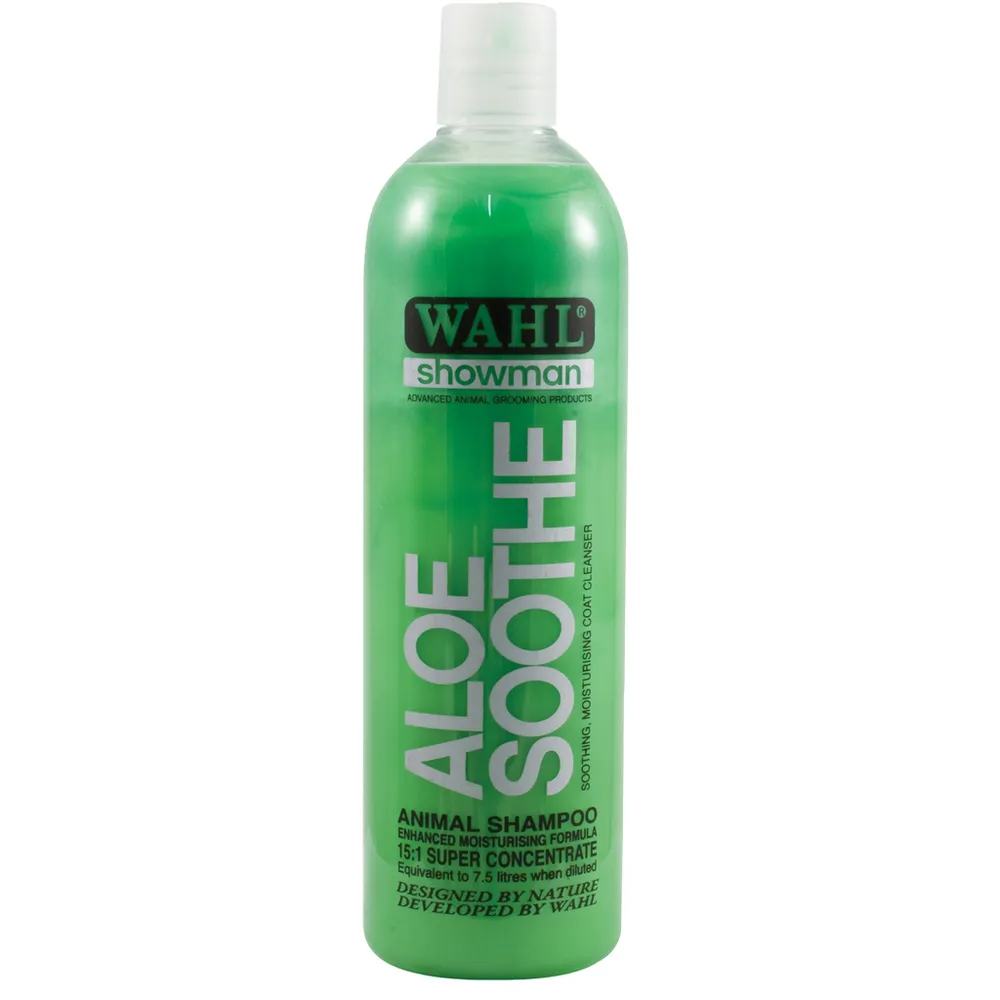 WAHL®
showman
ADVANCED ANIMAL GROOMING PRODUCTS
ALOE
SOOTHE
SOOTHING, MOISTURISING COAT CLEANSER
ANIMAL SHAMPOO
ENHANCED MOISTURISING FORMULA
15:1 SUPER CONCENTRATE
Equivalent to 7.5 litres when diluted
DESIGNED BY NATURE
DEVELOPED BY WAHL